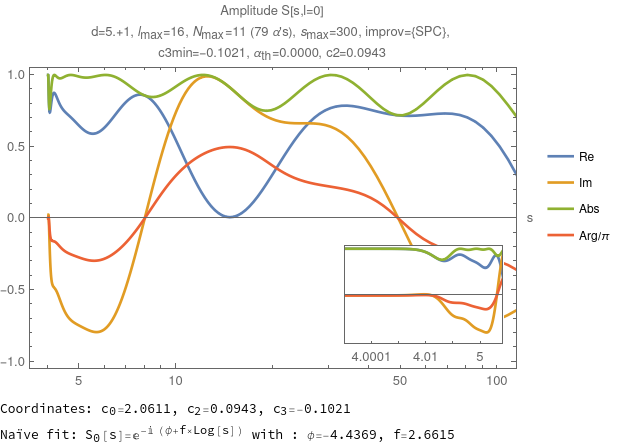 Amplitude S[s,l=0]
d=5.+1, lmax=16, Nmax=11 (79 α's), smax=300, improv={SPC},
c3min=-0.1021, αth=0.0000, c2=0.0943
1.0
0.5
0.0
-0.5
-1.0
5
10
50
100
s
4.0001
4.01
5
Re
Im
Abs
Arg/π
Coordinates: c0=2.0611, c2=0.0943, c3=-0.1021
Naïve fit: S0[s]=e^-i (ϕ+f×Log[s]) with : ϕ=-4.4369, f=2.6615